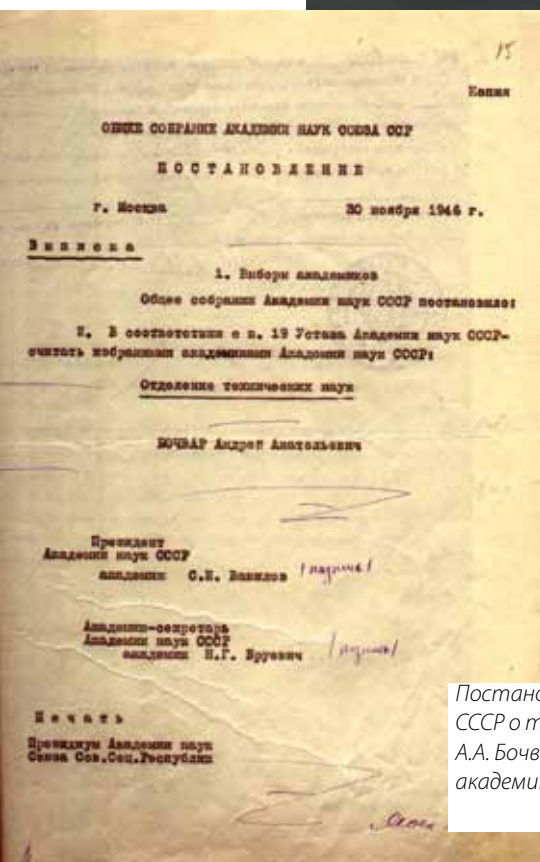 15
Копия
ОБЩЕЕ СОБРАНИЕ АКАДЕМИИ НАУК СОЮЗА ССР
ПОСТАНОВЛЕНИЕ
г. Москва 30 ноября 1946 г.
Выписка
1. Выборы академиков
Общее собрание Академии наук СССР постановило:
2. В соответствии с п. 19 Устава Академии наук СССР-
считать избранными академиками Академии наук СССР:
Отделение технических наук
БОЧВАР Андрей Анатольевич
Президент
Академии наук СССР
академик С.И. Вавилов /подпись/
Академик-секретарь
Академии наук СССР
академик Н.Г. Бруевич /подпись/
Печать
Президиум Академии наук
Союза Сов.Соц.Республик
Постано
СССР о т
А.А. Бочв
академи